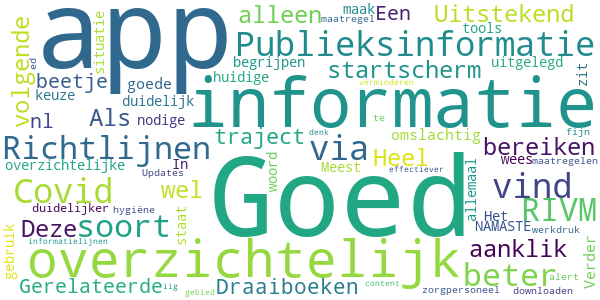 app
maatregel
situatie
alleen
maak Een Uitstekend
Publieksinformatie
tools
volgende
ed
beetje goede
begrijpen
startscherm
uitgelegd
keuze duidelijk
huidige
zit
informatie
verminderen
nl Als nodige
traject
te
omslachtig
fijn
Richtlijnen
via
denk
bereiken
overzichtelijke In
Updates
Meest
effectiever
Heel
wees
maatregelen
Goed
woord
allemaal
Covid wel
vind
duidelijker hygiëne
Het
NAMASTE
RIVM
Deze soort
staat
werkdruk
gebruik
informatielijnen
overzichtelijk
aanklik
Verder
Gerelateerde
iig
gebied
Draaiboeken
content
zorgpersoneel
beter
alert
downloaden